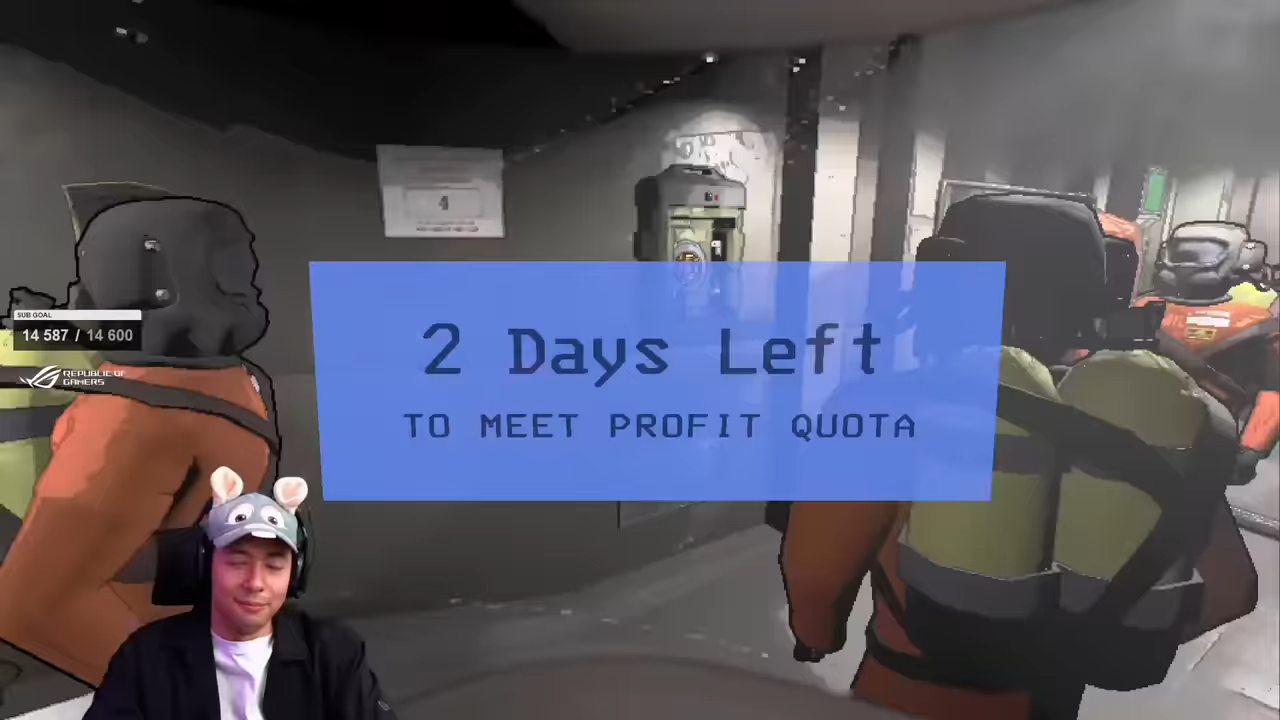 4
SUB GOAL
14 587 / 14 600
REPUBLIC OF
GAMERS
2 Days Left
TO MEET PROFIT QUOTA